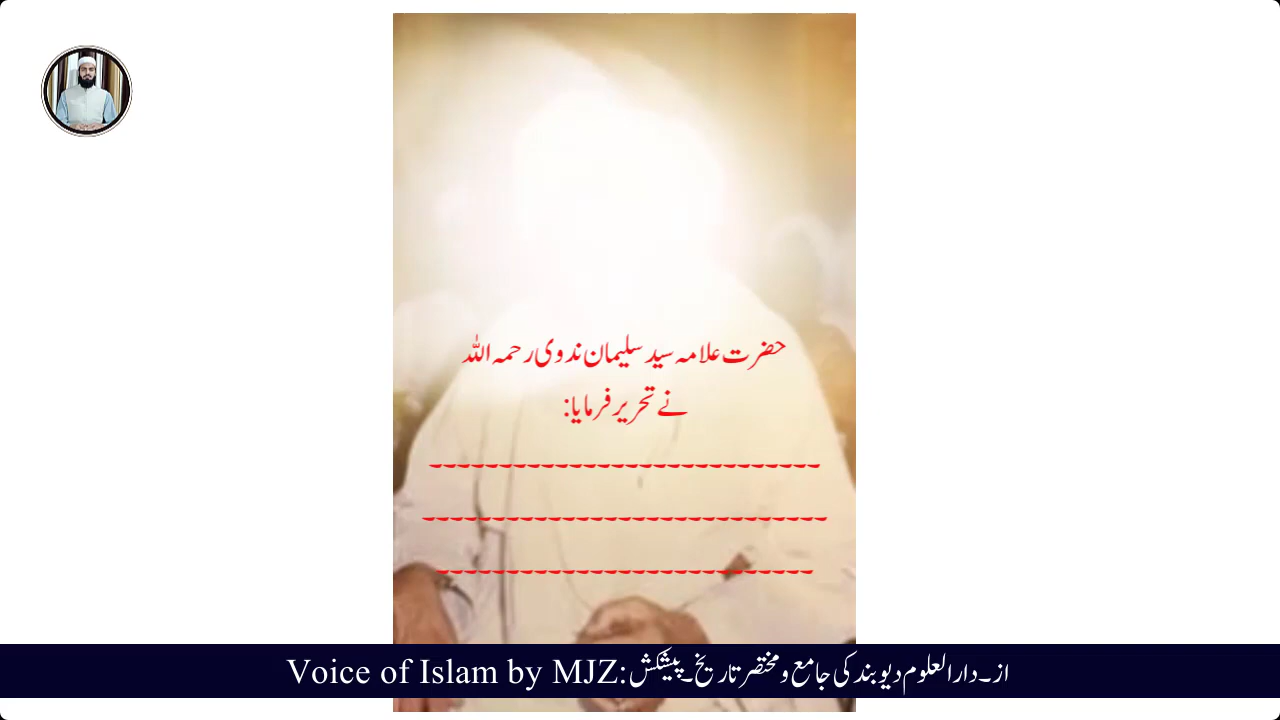 حضرت علامہ سید سلیمان ندوی رحمہ اللہ
نے تحریر فرمایا:
۔۔۔۔۔۔۔۔۔۔۔۔۔۔۔۔۔۔۔۔۔۔۔۔۔۔۔۔
۔۔۔۔۔۔۔۔۔۔۔۔۔۔۔۔۔۔۔۔۔۔۔۔۔۔۔۔۔
۔۔۔۔۔۔۔۔۔۔۔۔۔۔۔۔۔۔۔۔۔۔۔۔۔۔۔
از۔دارالعلوم دیوبند کی جامع و مختصر تاریخ۔پیشکش:Voice of Islam by MJZ